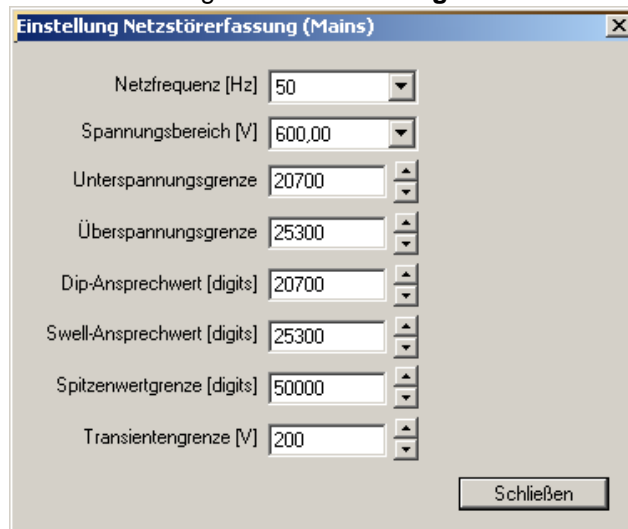 Einstellung Netzstörerfassung (Mains)
Netzfrequenz [Hz] 50
Spannungsbereich [V] 600,00
Unterspannungsgrenze 20700
Überspannungsgrenze 25300
Dip-Ansprechwert [digits] 20700
Swell-Ansprechwert [digits] 25300
Spitzenwertgrenze [digits] 50000
Transientengrenze [V] 200
Schließen